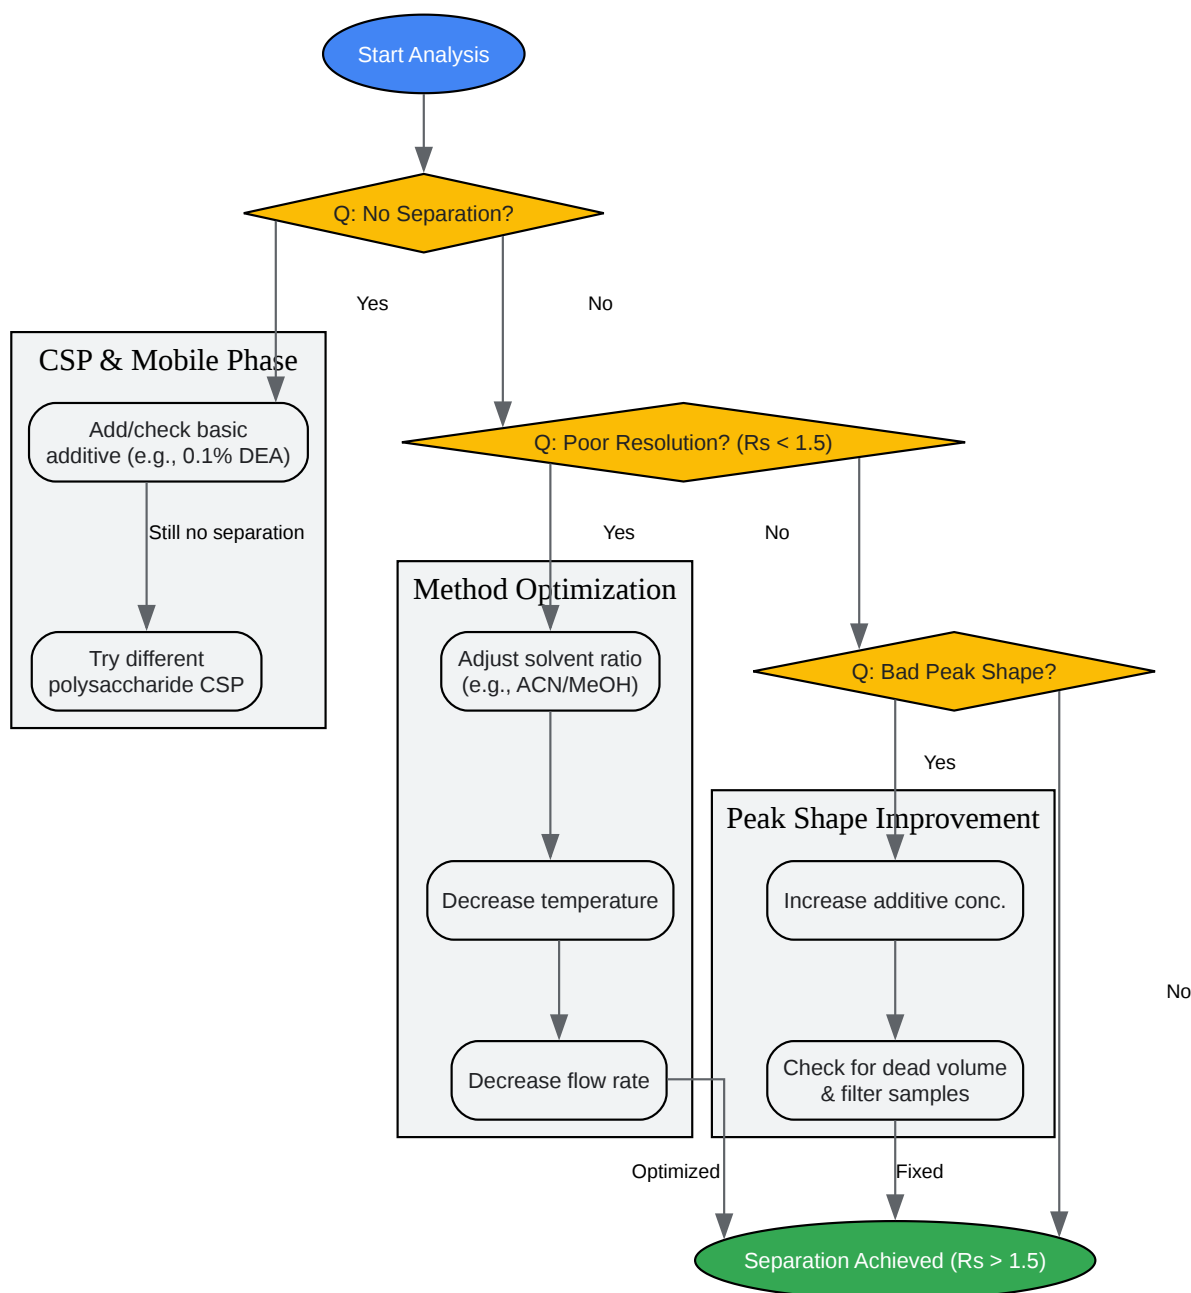 Start Analysis
Q: No Separation?
Yes
No
CSP & Mobile Phase
Add/check basic
additive (e.g., 0.1% DEA)
Q: Poor Resolution? (Rs < 1.5)
Still no separation
Yes
No
Method Optimization
Try different
polysaccharide CSP
Adjust solvent ratio
(e.g., ACN/MeOH)
Q: Bad Peak Shape?
Yes
Peak Shape Improvement
Decrease temperature
Increase additive conc.
No
Decrease flow rate
Check for dead volume
& filter samples
Optimized
Fixed
Separation Achieved (Rs > 1.5)